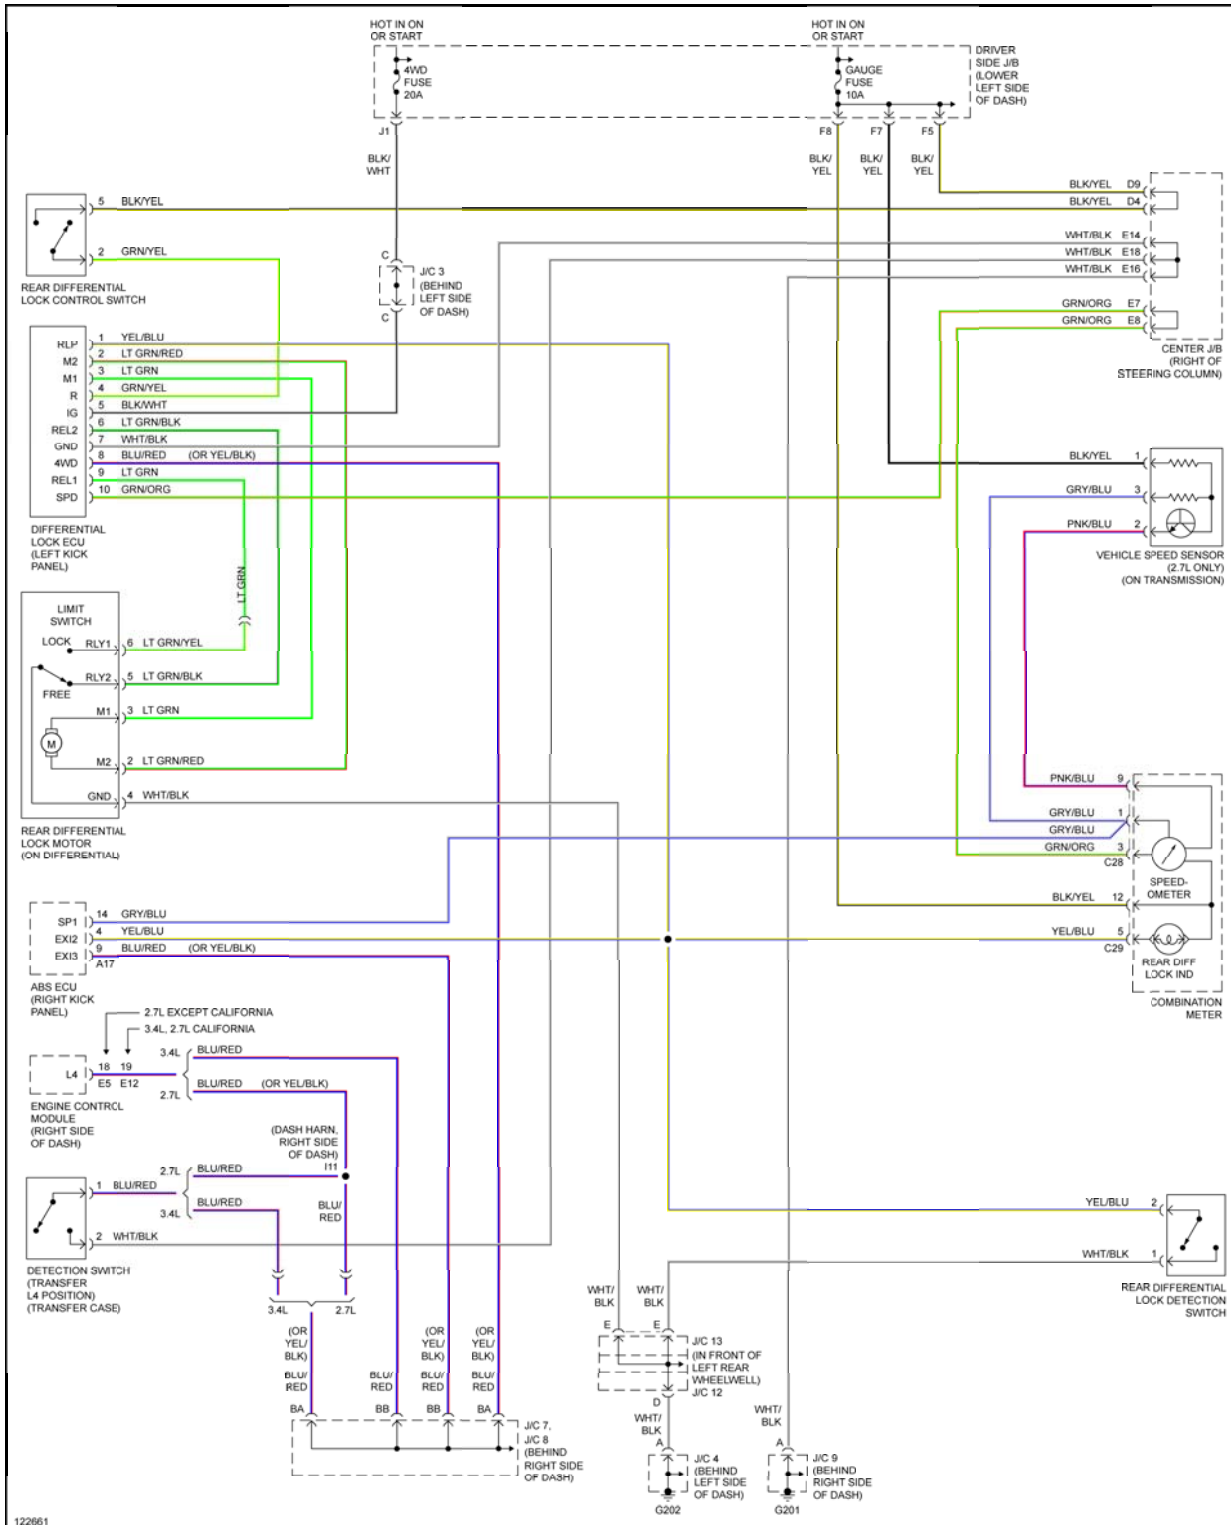 HOT IN ON
OR START
HOT IN ON
OR START
4WD
FUSE
20A
GAUGE
FUSE
10A
DRIVER
SIDE J/B
(LOWER
LEFT SIDE
OF DASH)
J1
F8
F7
F5
BLK/
WHT
BLK/
YEL
BLK/
YEL
BLK/
YEL
5 BLK/YEL
2 GRN/YEL
REAR DIFFERENTIAL
LOCK CONTROL SWITCH
BLK/YEL D9
BLK/YEL D4
WHT/BLK E14
WHT/BLK E18
WHT/BLK E16
GRN/ORG E7
GRN/ORG E8
CENTER J/B
(RIGHT OF
STEERING COLUMN)
C
J/C 3
(BEHIND
LEFT SIDE
OF DASH)
C
RLP 1 YEL/BLU
M2 2 LT GRN/RED
M1 3 LT GRN
R 4 GRN/YEL
IG 5 BLK/WHT
REL2 6 LT GRN/BLK
GND 7 WHT/BLK
4WD 8 BLU/RED (OR YEL/BLK)
REL1 9 LT GRN
SPD 10 GRN/ORG
DIFFERENTIAL
LOCK ECU
(LEFT KICK
PANEL)
LT GRN
BLK/YEL 1
GRY/BLU 3
PNK/BLU 2
VEHICLE SPEED SENSOR
(2.7L ONLY)
(ON TRANSMISSION)
LIMIT
SWITCH
LOCK RLY1 6 LT GRN/YEL
RLY2 5 LT GRN/BLK
FREE
M1 3 LT GRN
M
M2 2 LT GRN/RED
GND 4 WHT/BLK
REAR DIFFERENTIAL
LOCK MOTOR
(ON DIFFERENTIAL)
PNK/BLU 9
GRY/BLU 1
GRY/BLU
GRN/ORG 3
C28
SPEED-
OMETER
BLK/YEL 12
YEL/BLU 5
C29
REAR DIFF
LOCK IND
COMBINATION
METER
SP1 14 GRY/BLU
EXI2 4 YEL/BLU
EXI3 9 BLU/RED (OR YEL/BLK)
A17
ABS ECU
(RIGHT KICK
PANEL)
2.7L EXCEPT CALIFORNIA
3.4L, 2.7L CALIFORNIA
L4 18 19
E5 E12
3.4L BLU/RED
2.7L BLU/RED (OR YEL/BLK)
ENGINE CONTROL
MODULE
(RIGHT SIDE
OF DASH)
(DASH HARN,
RIGHT SIDE
OF DASH)
I11
1 BLU/RED
2.7L BLU/RED
3.4L BLU/RED
BLU/
RED
2 WHT/BLK
DETECTION SWITCH
(TRANSFER
L4 POSITION)
(TRANSFER CASE)
3.4L 2.7L
YEL/BLU 2
WHT/BLK 1
REAR DIFFERENTIAL
LOCK DETECTION
SWITCH
(OR
YEL/
BLK)
BLU/
RED
BLU/
RED
(OR
YEL/
BLK)
BLU/
RED
(OR
YEL/
BLK)
BLU/
RED
BA
BB
BB
BA
J/C 7,
J/C 8
(BEHIND
RIGHT SIDE
OF DASH)
WHT/
BLK
WHT/
BLK
E
E
J/C 13
(IN FRONT OF
LEFT REAR
WHEELWELL)
J/C 12
D
WHT/
BLK
A
J/C 4
(BEHIND
LEFT SIDE
OF DASH)
G202
WHT/
BLK
A
J/C 9
(BEHIND
RIGHT SIDE
OF DASH)
G201
122661